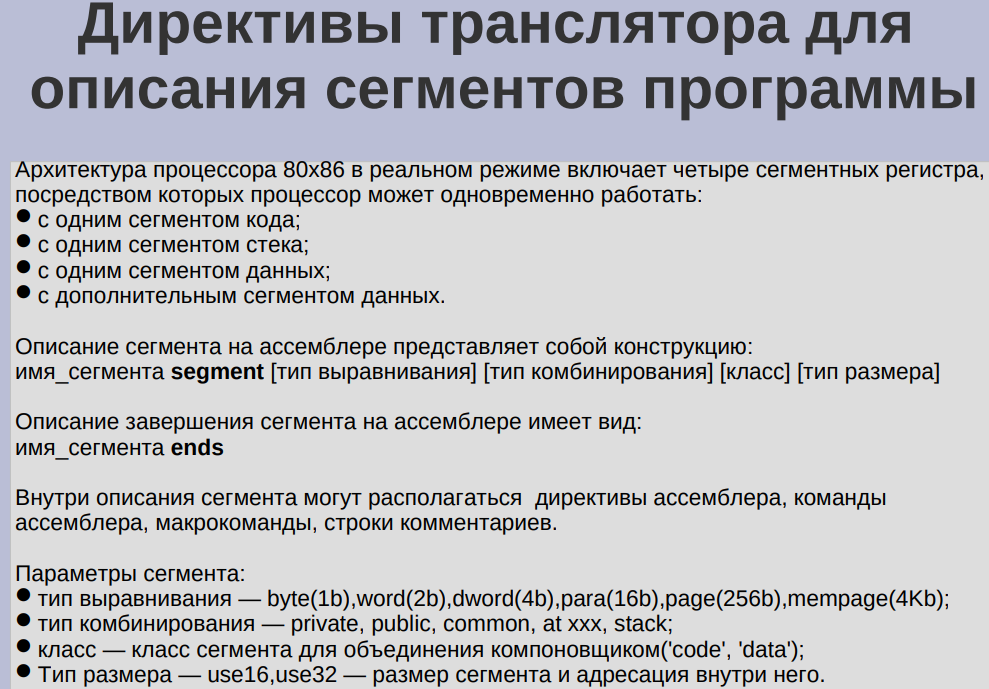 Директивы транслятора для
описания сегментов программы
Архитектура процессора 80x86 в реальном режиме включает четыре сегментных регистра,
посредством которых процессор может одновременно работать:
● с одним сегментом кода;
● с одним сегментом стека;
● с одним сегментом данных;
● с дополнительным сегментом данных.
Описание сегмента на ассемблере представляет собой конструкцию:
имя_сегмента segment [тип выравнивания] [тип комбинирования] [класс] [тип размера]
Описание завершения сегмента на ассемблере имеет вид:
имя_сегмента ends
Внутри описания сегмента могут располагаться  директивы ассемблера, команды
ассемблера, макрокоманды, строки комментариев.
Параметры сегмента:
● тип выравнивания — byte(1b),word(2b),dword(4b),para(16b),page(256b),mempage(4Kb);
● тип комбинирования — private, public, common, at xxx, stack;
● класс — класс сегмента для объединения компоновщиком('code', 'data');
● Тип размера — use16,use32 — размер сегмента и адресация внутри него.